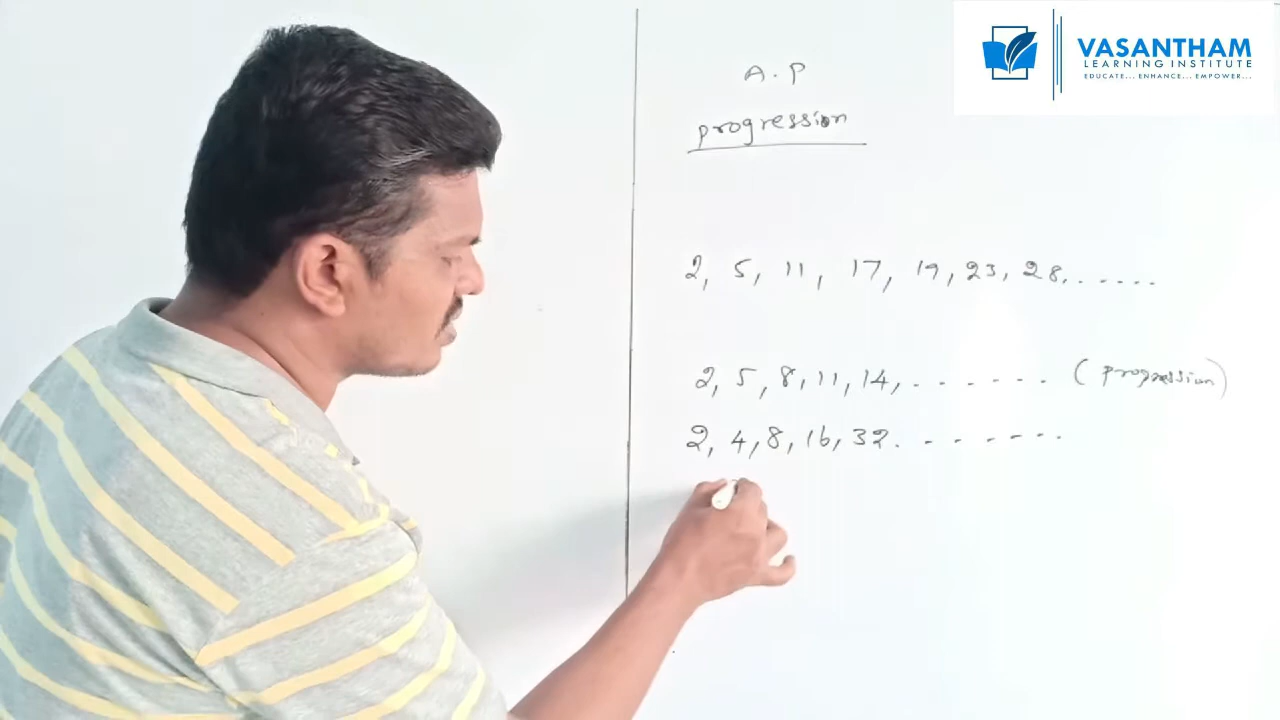 VASANTHAM
LEARNING INSTITUTE
EDUCATE... ENHANCE... EMPOWER...
A.P
progression
2, 5, 11, 17, 19, 23, 28, . . . . .
2, 5, 8, 11, 14, . . . . . . (progression)
2, 4, 8, 16, 32. - - - - - .